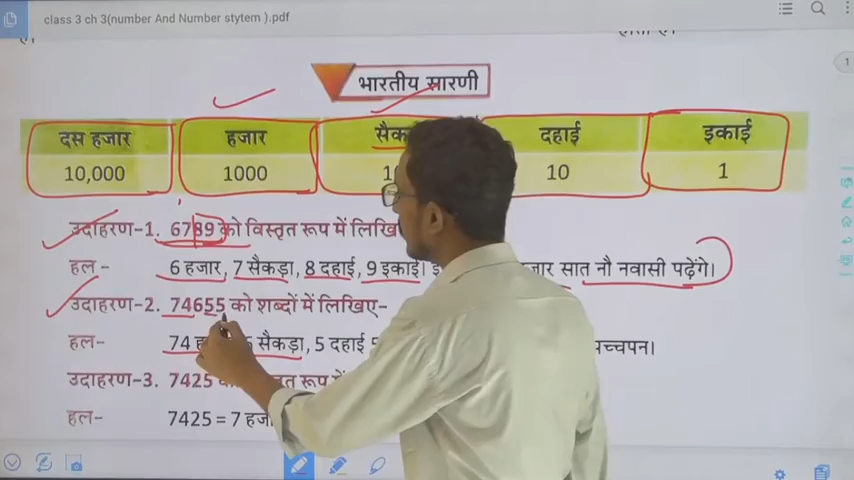 class 3 ch 3(number And Number stytem ).pdf
भारतीय सारणी
दस हजार हजार दहाई इकाई
10,000 1000 10 1
उदाहरण-1. 6789 को विस्तृत रूप में
हल- 6 हजार, 7 सैकड़ा, 8 दहाई, 9 इकाई। सात नौ नवासी पढ़ेंगे।
उदाहरण-2. 74655 को शब्दों में लिखिए-
हल- 74 सैकड़ा, 5 दहाई
उदाहरण-3. 7425
हल- 7425 = 7
1